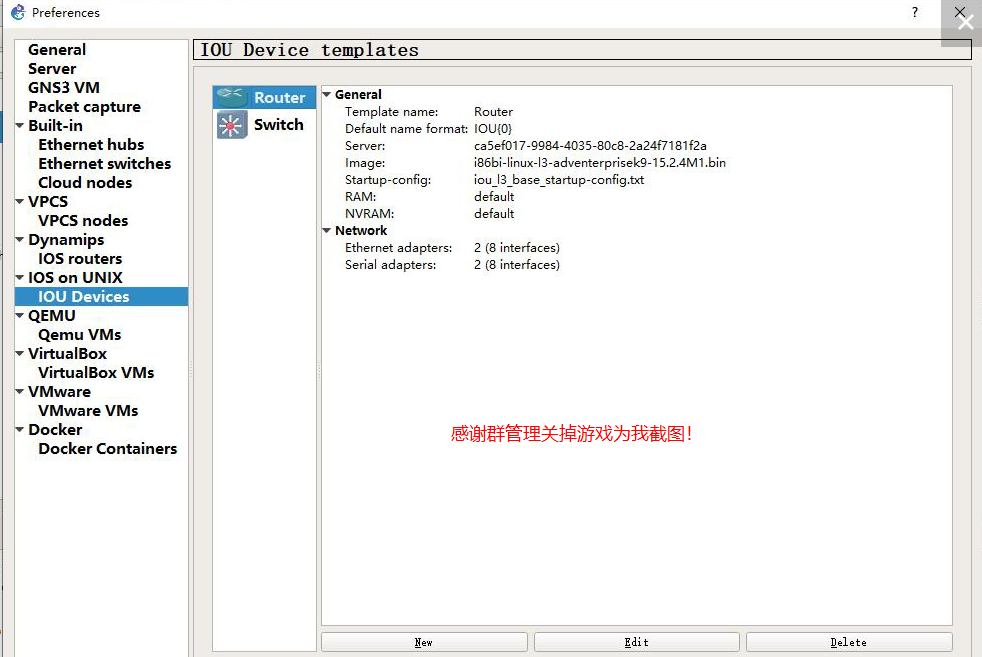 Preferences
?
IOU Device templates
General
Server
GNS3 VM
Packet capture
Built-in
Ethernet hubs
Ethernet switches
Cloud nodes
VPCS
VPCS nodes
Dynamips
IOS routers
IOS on UNIX
IOU Devices
QEMU
Qemu VMs
VirtualBox
VirtualBox VMs
VMware
VMware VMs
Docker
Docker Containers
Router
Switch
General
Template name: Router
Default name format: IOU{0}
Server: ca5ef017-9984-4035-80c8-2a24f7181f2a
Image: i86bi-linux-l3-adventerprisek9-15.2.4M1.bin
Startup-config: iou_l3_base_startup-config.txt
RAM: default
NVRAM: default
Network
Ethernet adapters: 2 (8 interfaces)
Serial adapters: 2 (8 interfaces)
感谢群管理关掉游戏为我截图！
New Edit Delete